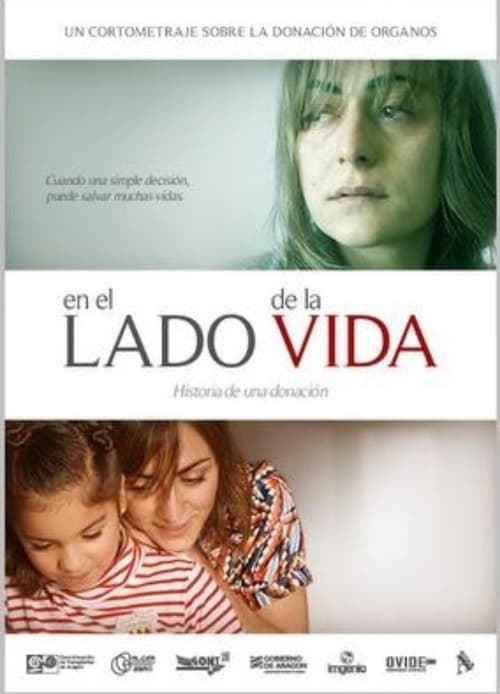 UN CORTOMETRAJE SOBRE LA DONACIÓN DE ORGANOS
Cuando una simple decisión,
puede salvar muchas vidas.
en el de la
LADO VIDA
Historia de una donación
GOBIERNO
DE ARAGON
imgenio
OVIDE